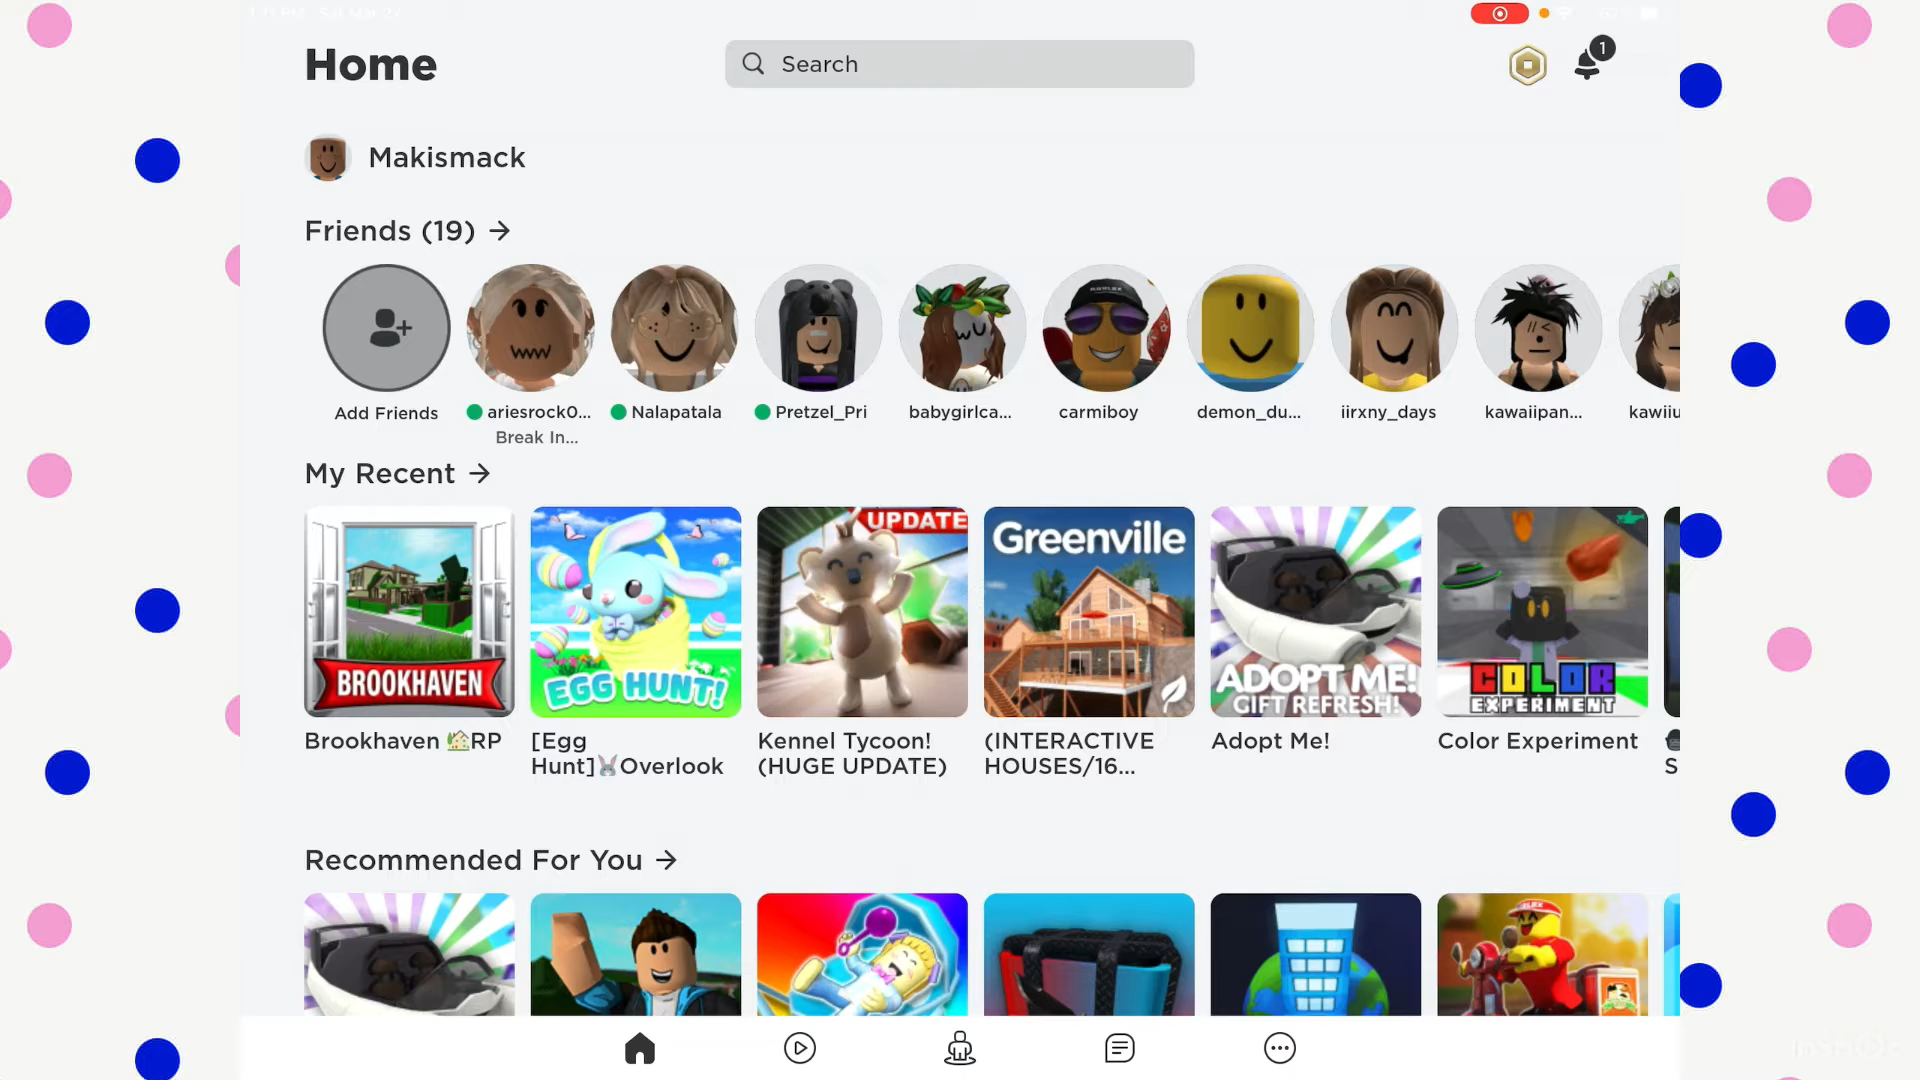 Home
Search
1
Makismack
Friends (19) →
Add Friends
ariesrock0...
Nalapatala
Pretzel_Pri
babygirlca...
carmiboy
demon_du...
iirxny_days
kawaiipan...
kawiiu
Break In...
My Recent →
UPDATE
Greenville
BROOKHAVEN
EGG HUNT!
ADOPT ME!
GIFT REFRESH!
COLOR
EXPERIMENT
Brookhaven 🏡RP
[Egg
Hunt]🐰Overlook
Kennel Tycoon!
(HUGE UPDATE)
(INTERACTIVE
HOUSES/16...
Adopt Me!
Color Experiment
S
Recommended For You →